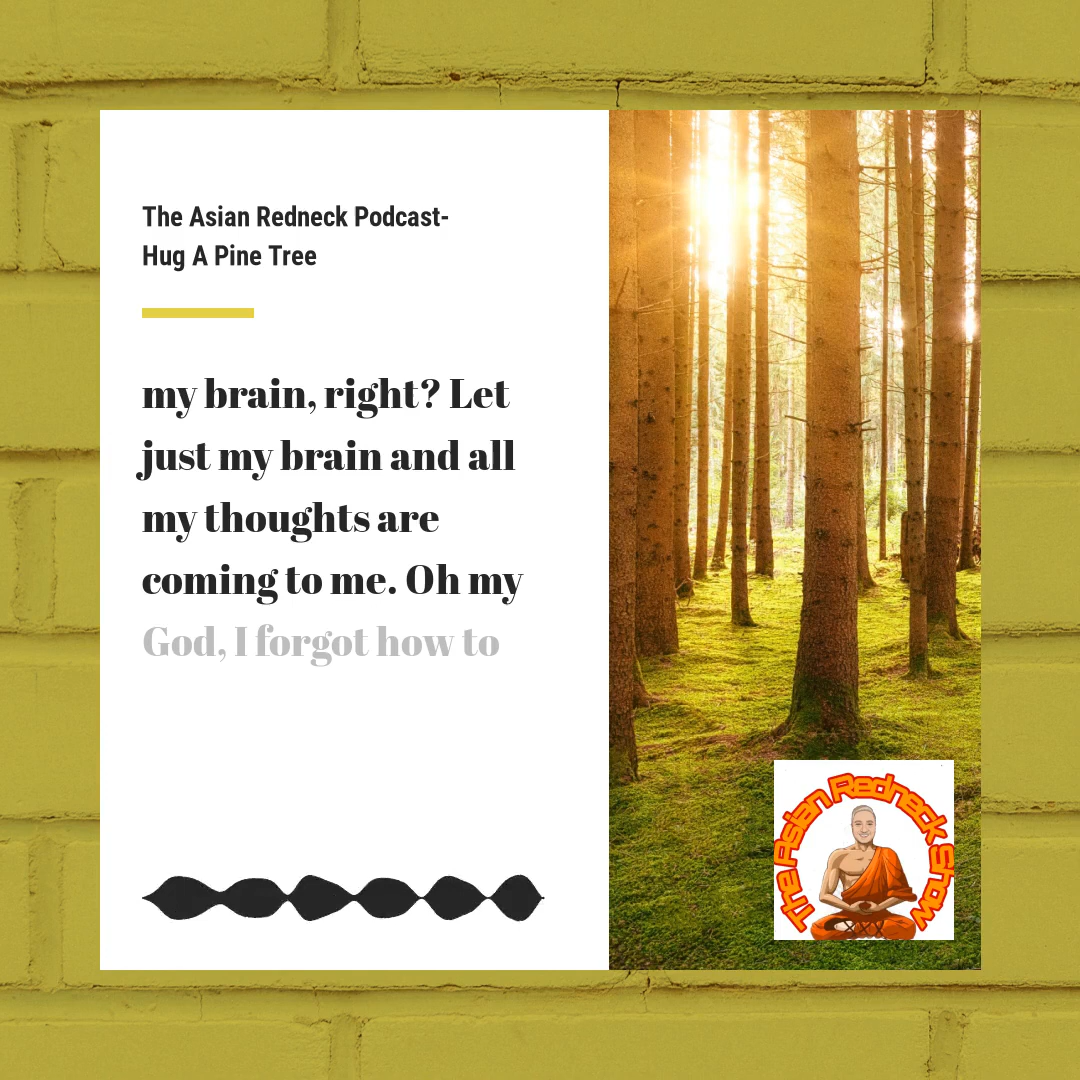 The Asian Redneck Podcast-
Hug A Pine Tree
my brain, right? Let
just my brain and all
my thoughts are
coming to me. Oh my
God, I forgot how to
The Asian Redneck Show